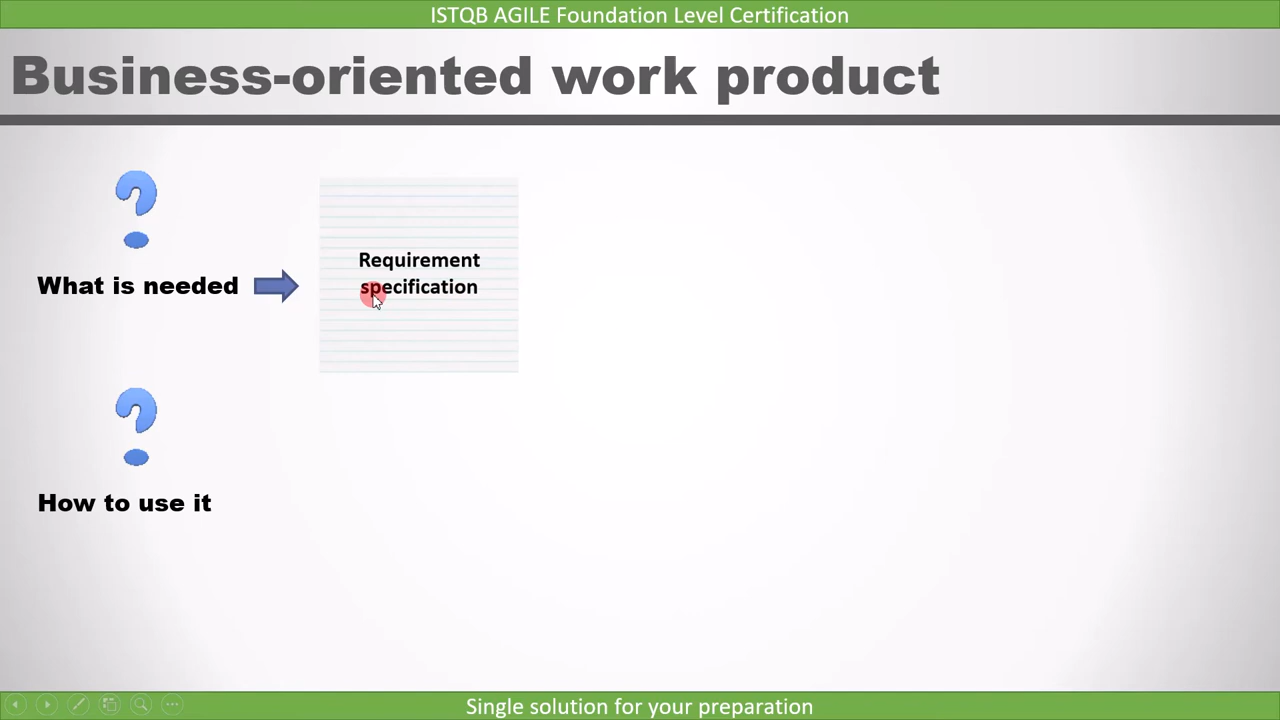 ISTQB AGILE Foundation Level Certification
Business-oriented work product
What is needed
Requirement
specification
How to use it
Single solution for your preparation